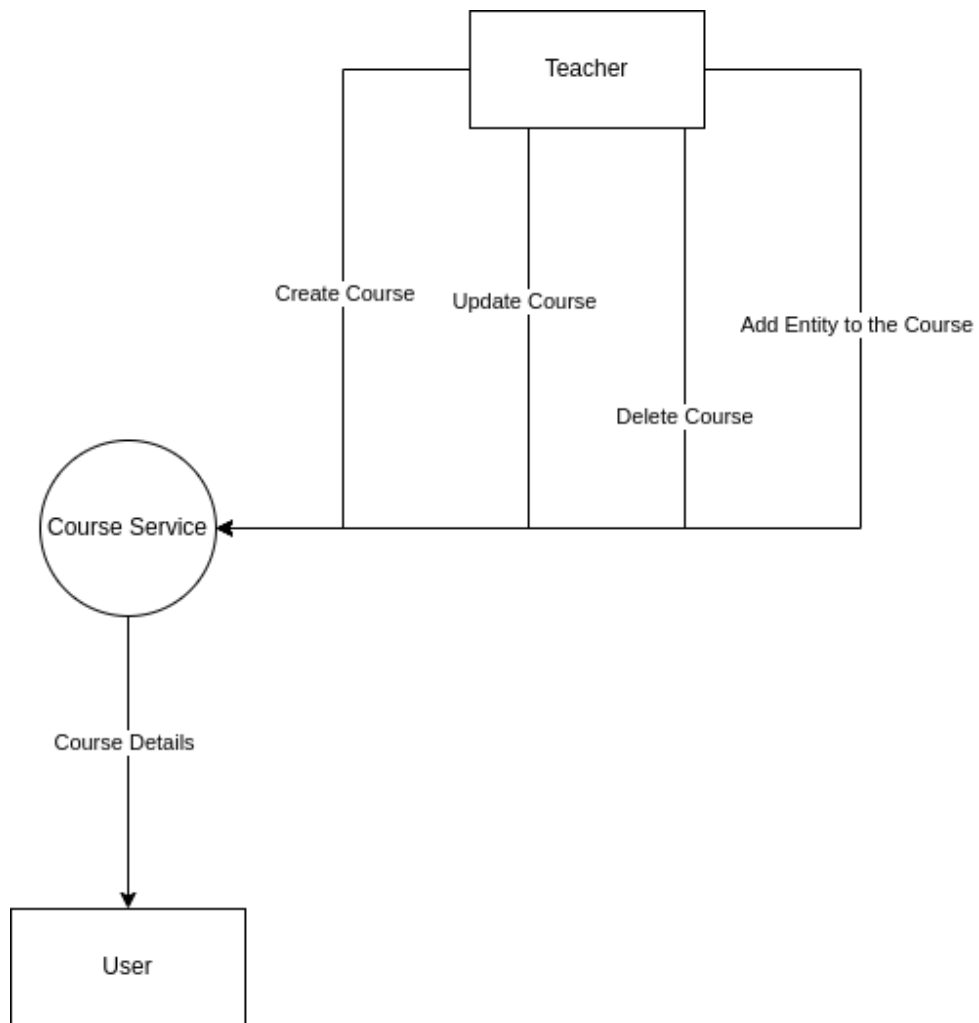 Teacher
Create Course
Update Course
Add Entity to the Course
Delete Course
Course Service
Course Details
User